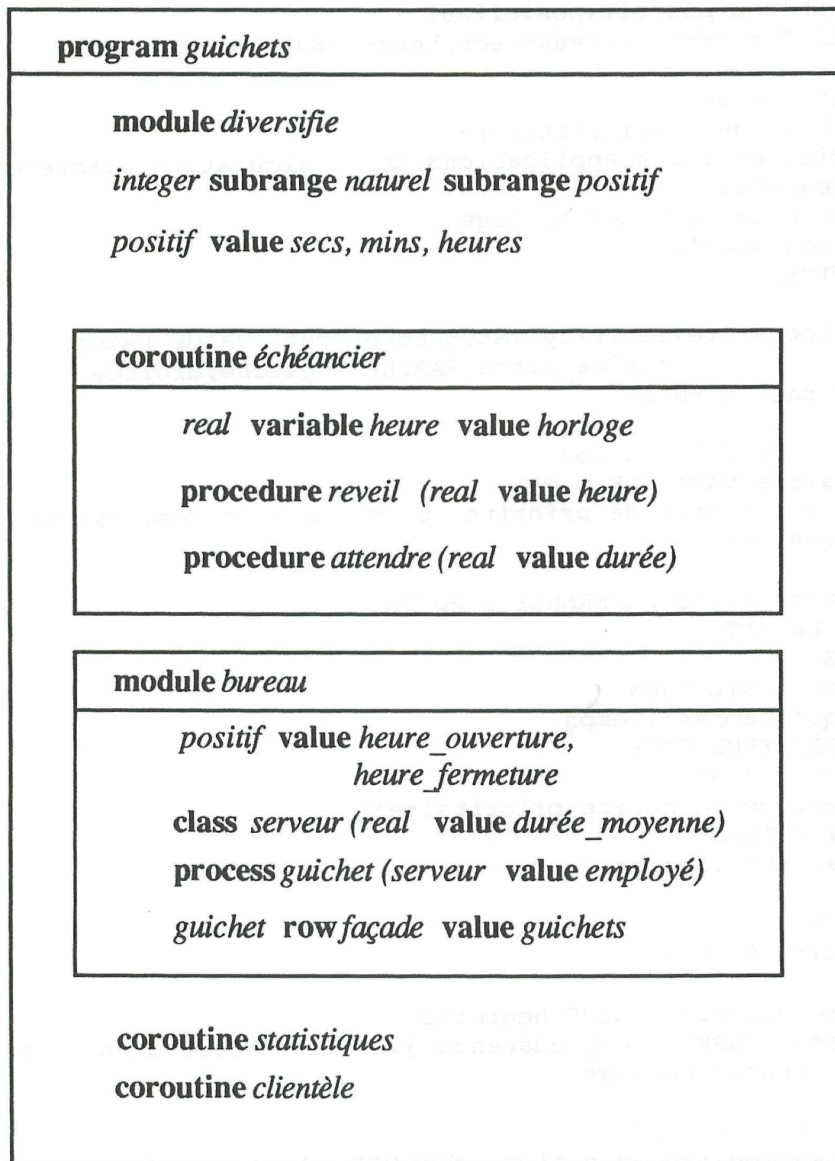 program guichets
module diversifie
integer subrange naturel subrange positif
positif value secs, mins, heures
coroutine échéancier
real variable heure value horloge
procedure reveil (real value heure)
procedure attendre (real value durée)
module bureau
positif value heure_ouverture,
heure_fermeture
class serveur (real value durée_moyenne)
process guichet (serveur value employé)
guichet row façade value guichets
coroutine statistiques
coroutine clientèle